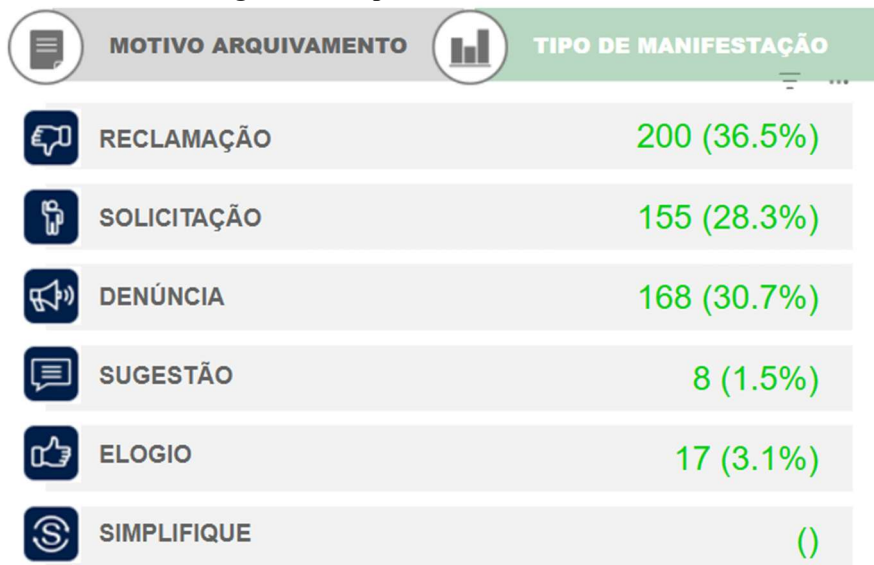 MOTIVO ARQUIVAMENTO TIPO DE MANIFESTAÇÃO
RECLAMAÇÃO 200 (36.5%)
SOLICITAÇÃO 155 (28.3%)
DENÚNCIA 168 (30.7%)
SUGESTÃO 8 (1.5%)
ELOGIO 17 (3.1%)
SIMPLIFIQUE ()